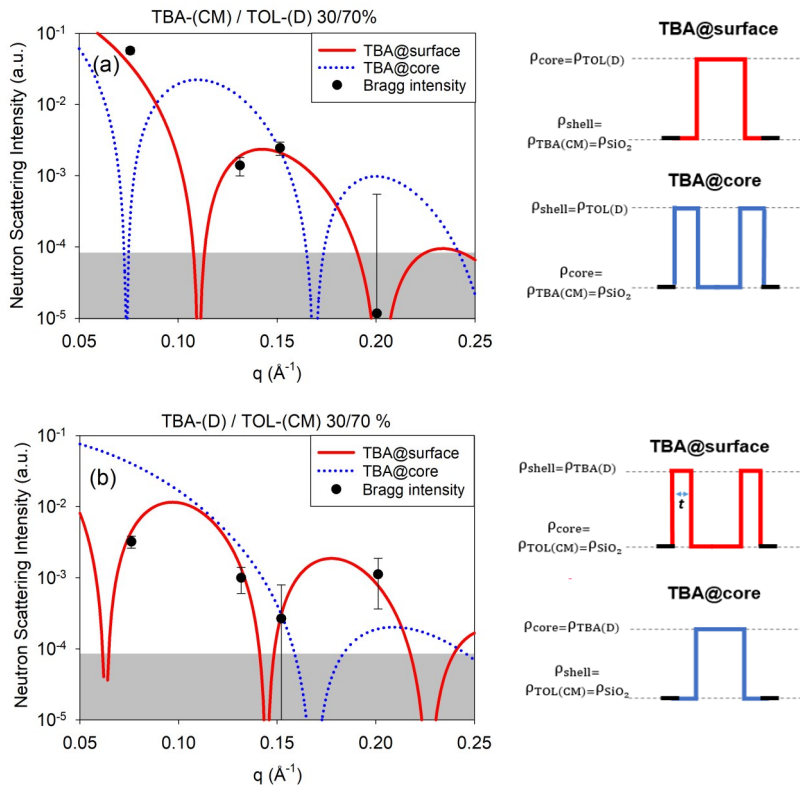 TBA-(CM) / TOL-(D) 30/70%
(a)
TBA@surface
TBA@core
Bragg intensity
Neutron Scattering Intensity (a.u.)
10⁻¹
10⁻²
10⁻³
10⁻⁴
10⁻⁵
0.05 0.10 0.15 0.20 0.25
q (Å⁻¹)
TBA@surface
ρcore=ρTOL(D)
ρshell=
ρTBA(CM)=ρSiO₂
TBA@core
ρshell=ρTOL(D)
ρcore=
ρTBA(CM)=ρSiO₂
TBA-(D) / TOL-(CM) 30/70 %
(b)
TBA@surface
TBA@core
Bragg intensity
Neutron Scattering Intensity (a.u.)
10⁻¹
10⁻²
10⁻³
10⁻⁴
10⁻⁵
0.05 0.10 0.15 0.20 0.25
q (Å⁻¹)
TBA@surface
ρshell=ρTBA(D)
t
ρcore=
ρTOL(CM)=ρSiO₂
TBA@core
ρcore=ρTBA(D)
ρshell=
ρTOL(CM)=ρSiO₂